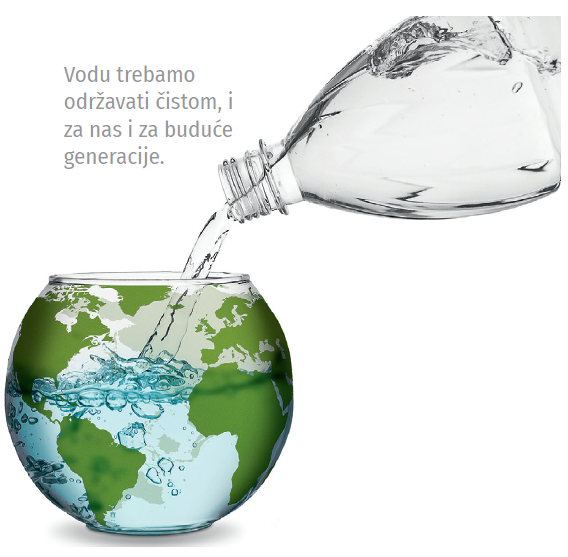 Vodu trebamo
održavati čistom, i
za nas i za buduće
generacije.